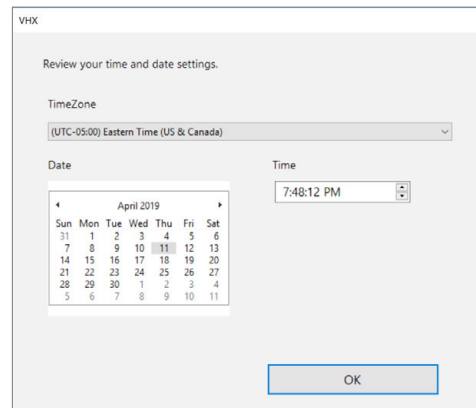 VHX
Review your time and date settings.
TimeZone
(UTC-05:00) Eastern Time (US & Canada)
Date
Time
7:48:12 PM
April 2019
Sun Mon Tue Wed Thu Fri Sat
31 1 2 3 4 5 6
7 8 9 10 11 12 13
14 15 16 17 18 19 20
21 22 23 24 25 26 27
28 29 30 1 2 3 4
5 6 7 8 9 10 11
OK